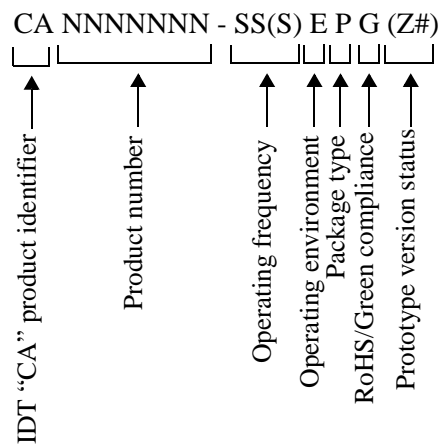 CA NNNNNNN - SS(S) E P G (Z#)
IDT “CA” product identifier
Product number
Operating frequency
Operating environment
Package type
RoHS/Green compliance
Prototype version status